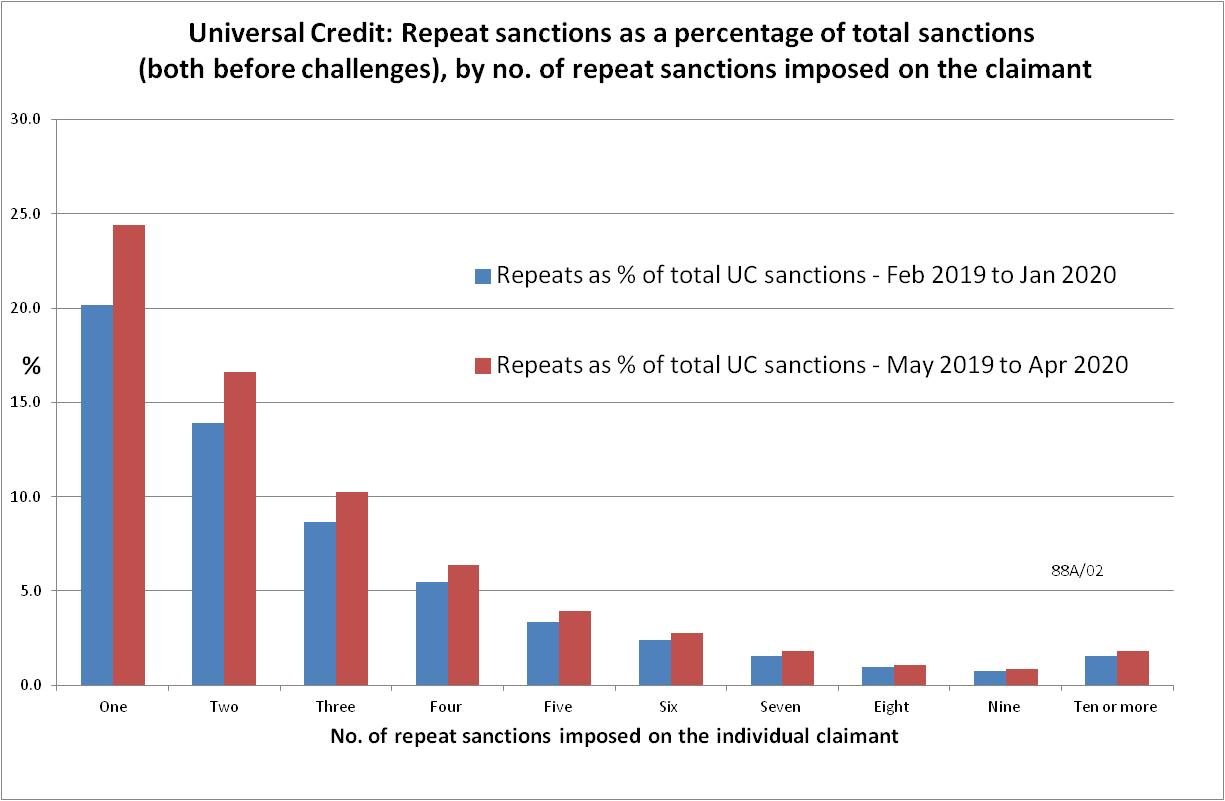 Universal Credit: Repeat sanctions as a percentage of total sanctions
(both before challenges), by no. of repeat sanctions imposed on the claimant
30.0
25.0
20.0
%
15.0
10.0
5.0
0.0
Repeats as % of total UC sanctions - Feb 2019 to Jan 2020
Repeats as % of total UC sanctions - May 2019 to Apr 2020
88A/02
One Two Three Four Five Six Seven Eight Nine Ten or more
No. of repeat sanctions imposed on the individual claimant